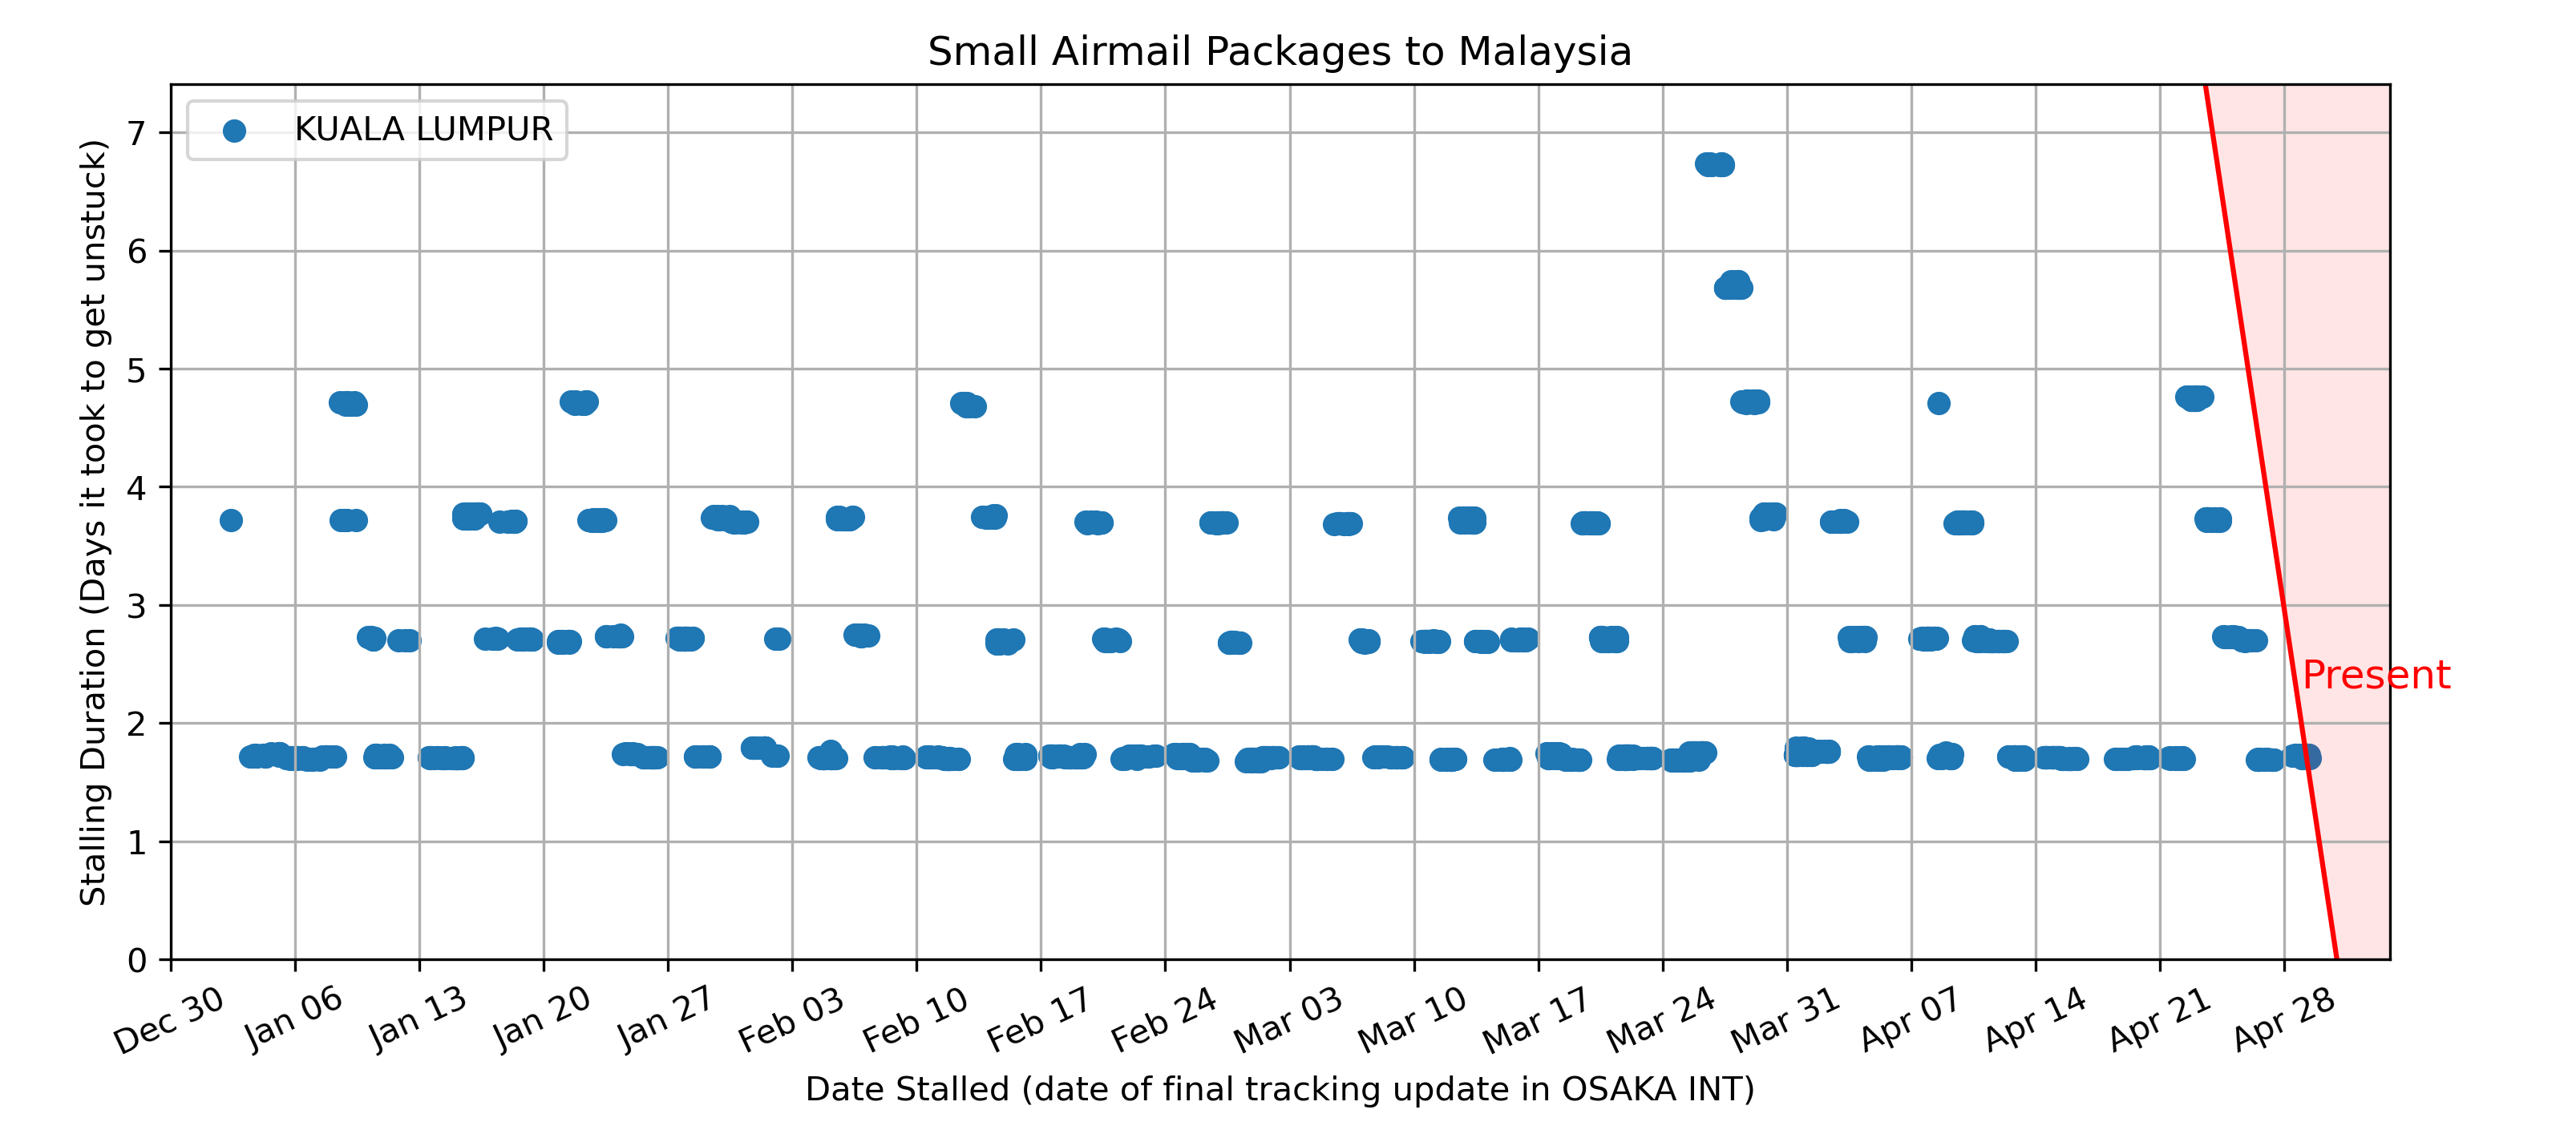 Small Airmail Packages to Malaysia
KUALA LUMPUR
Stalling Duration (Days it took to get unstuck)
7
6
5
4
3
2
1
0
Present
Dec 30
Jan 06
Jan 13
Jan 20
Jan 27
Feb 03
Feb 10
Feb 17
Feb 24
Mar 03
Mar 10
Mar 17
Mar 24
Mar 31
Apr 07
Apr 14
Apr 21
Apr 28
Date Stalled (date of final tracking update in OSAKA INT)